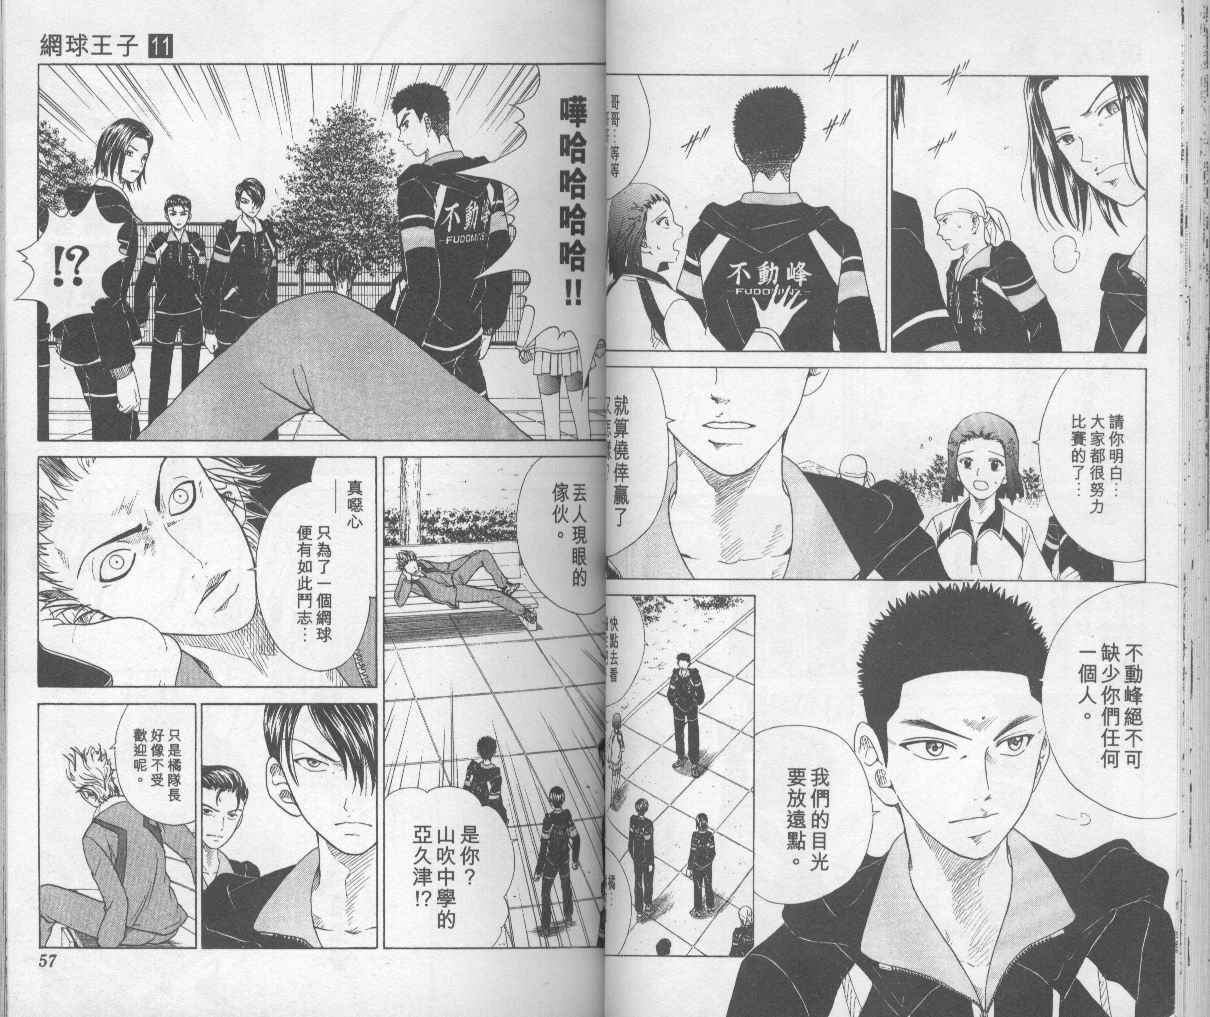 網球王子 11
哥哥…等等
不動峰
FUDOMINE
不動峰
請你明白…
大家都很努力
比賽的了…
就算僥倖贏了
不動峰絕不可
缺少你們任何
一個人。
我們的目光
要放遠點。
快點去看
橘…
嘩哈哈哈哈!!
不動峰
FUDOMINE
!?
丟人現眼的
傢伙。
真噁心
——
只為了一個網球
便有如此鬥志…
是你?
山吹中學的
亞久津!?
只是橘隊長
好像不受
歡迎呢。
57